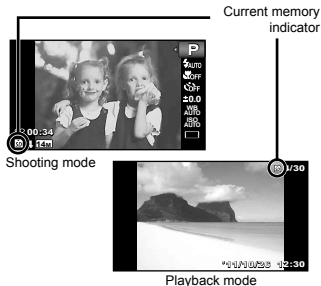 Current memory
indicator
P
AUTO
OFF
OFF
±0.0
WB
AUTO
ISO
AUTO
00:34
14M
Shooting mode
4/30
'11/10/26 12:30
Playback mode